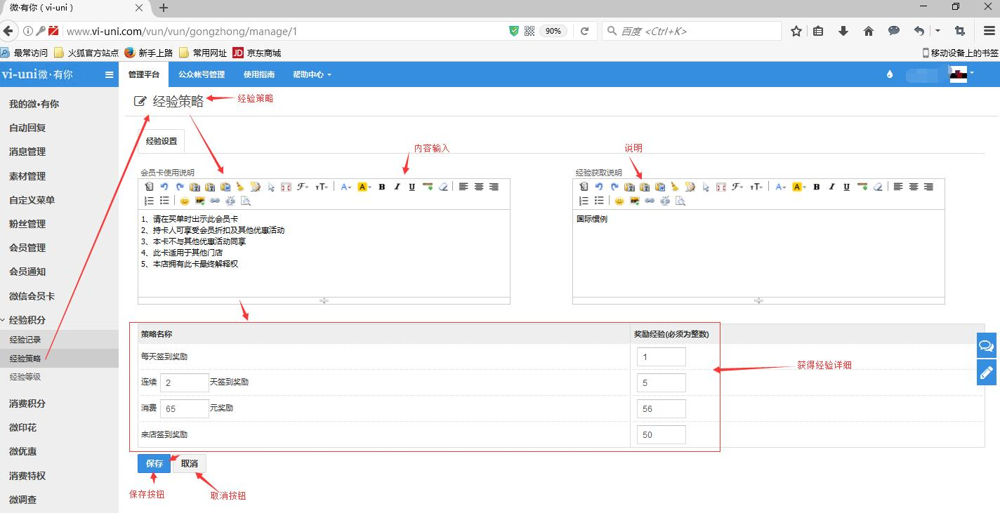 微·有你（vi-uni）
www.vi-uni.com/vun/vun/gongzhong/manage/1
90%
百度 <Ctrl+K>
最常访问
火狐官方站点
新手上路
常用网址
JD 京东商城
移动设备上的书签
vi-uni微·有你
管理平台
公众帐号管理
使用指南
帮助中心
经验策略
经验策略
我的微•有你
自动回复
消息管理
素材管理
自定义菜单
粉丝管理
会员管理
会员通知
微信会员卡
经验积分
经验记录
经验策略
经验等级
消费积分
微印花
微优惠
消费特权
微调查
经验设置
内容输入
说明
会员卡使用说明
1、请在买单时出示此会员卡
2、持卡人可享受会员折扣及其他优惠活动
3、本卡不与其他优惠活动同享
4、此卡适用于其他门店
5、本店拥有此卡最终解释权
经验获取说明
国际惯例
策略名称 奖励经验(必须为整数)
每天签到奖励 1
连续 2 天签到奖励 5
消费 65 元奖励 56
来店签到奖励 50
获得经验详细
保存 取消
保存按钮
取消按钮